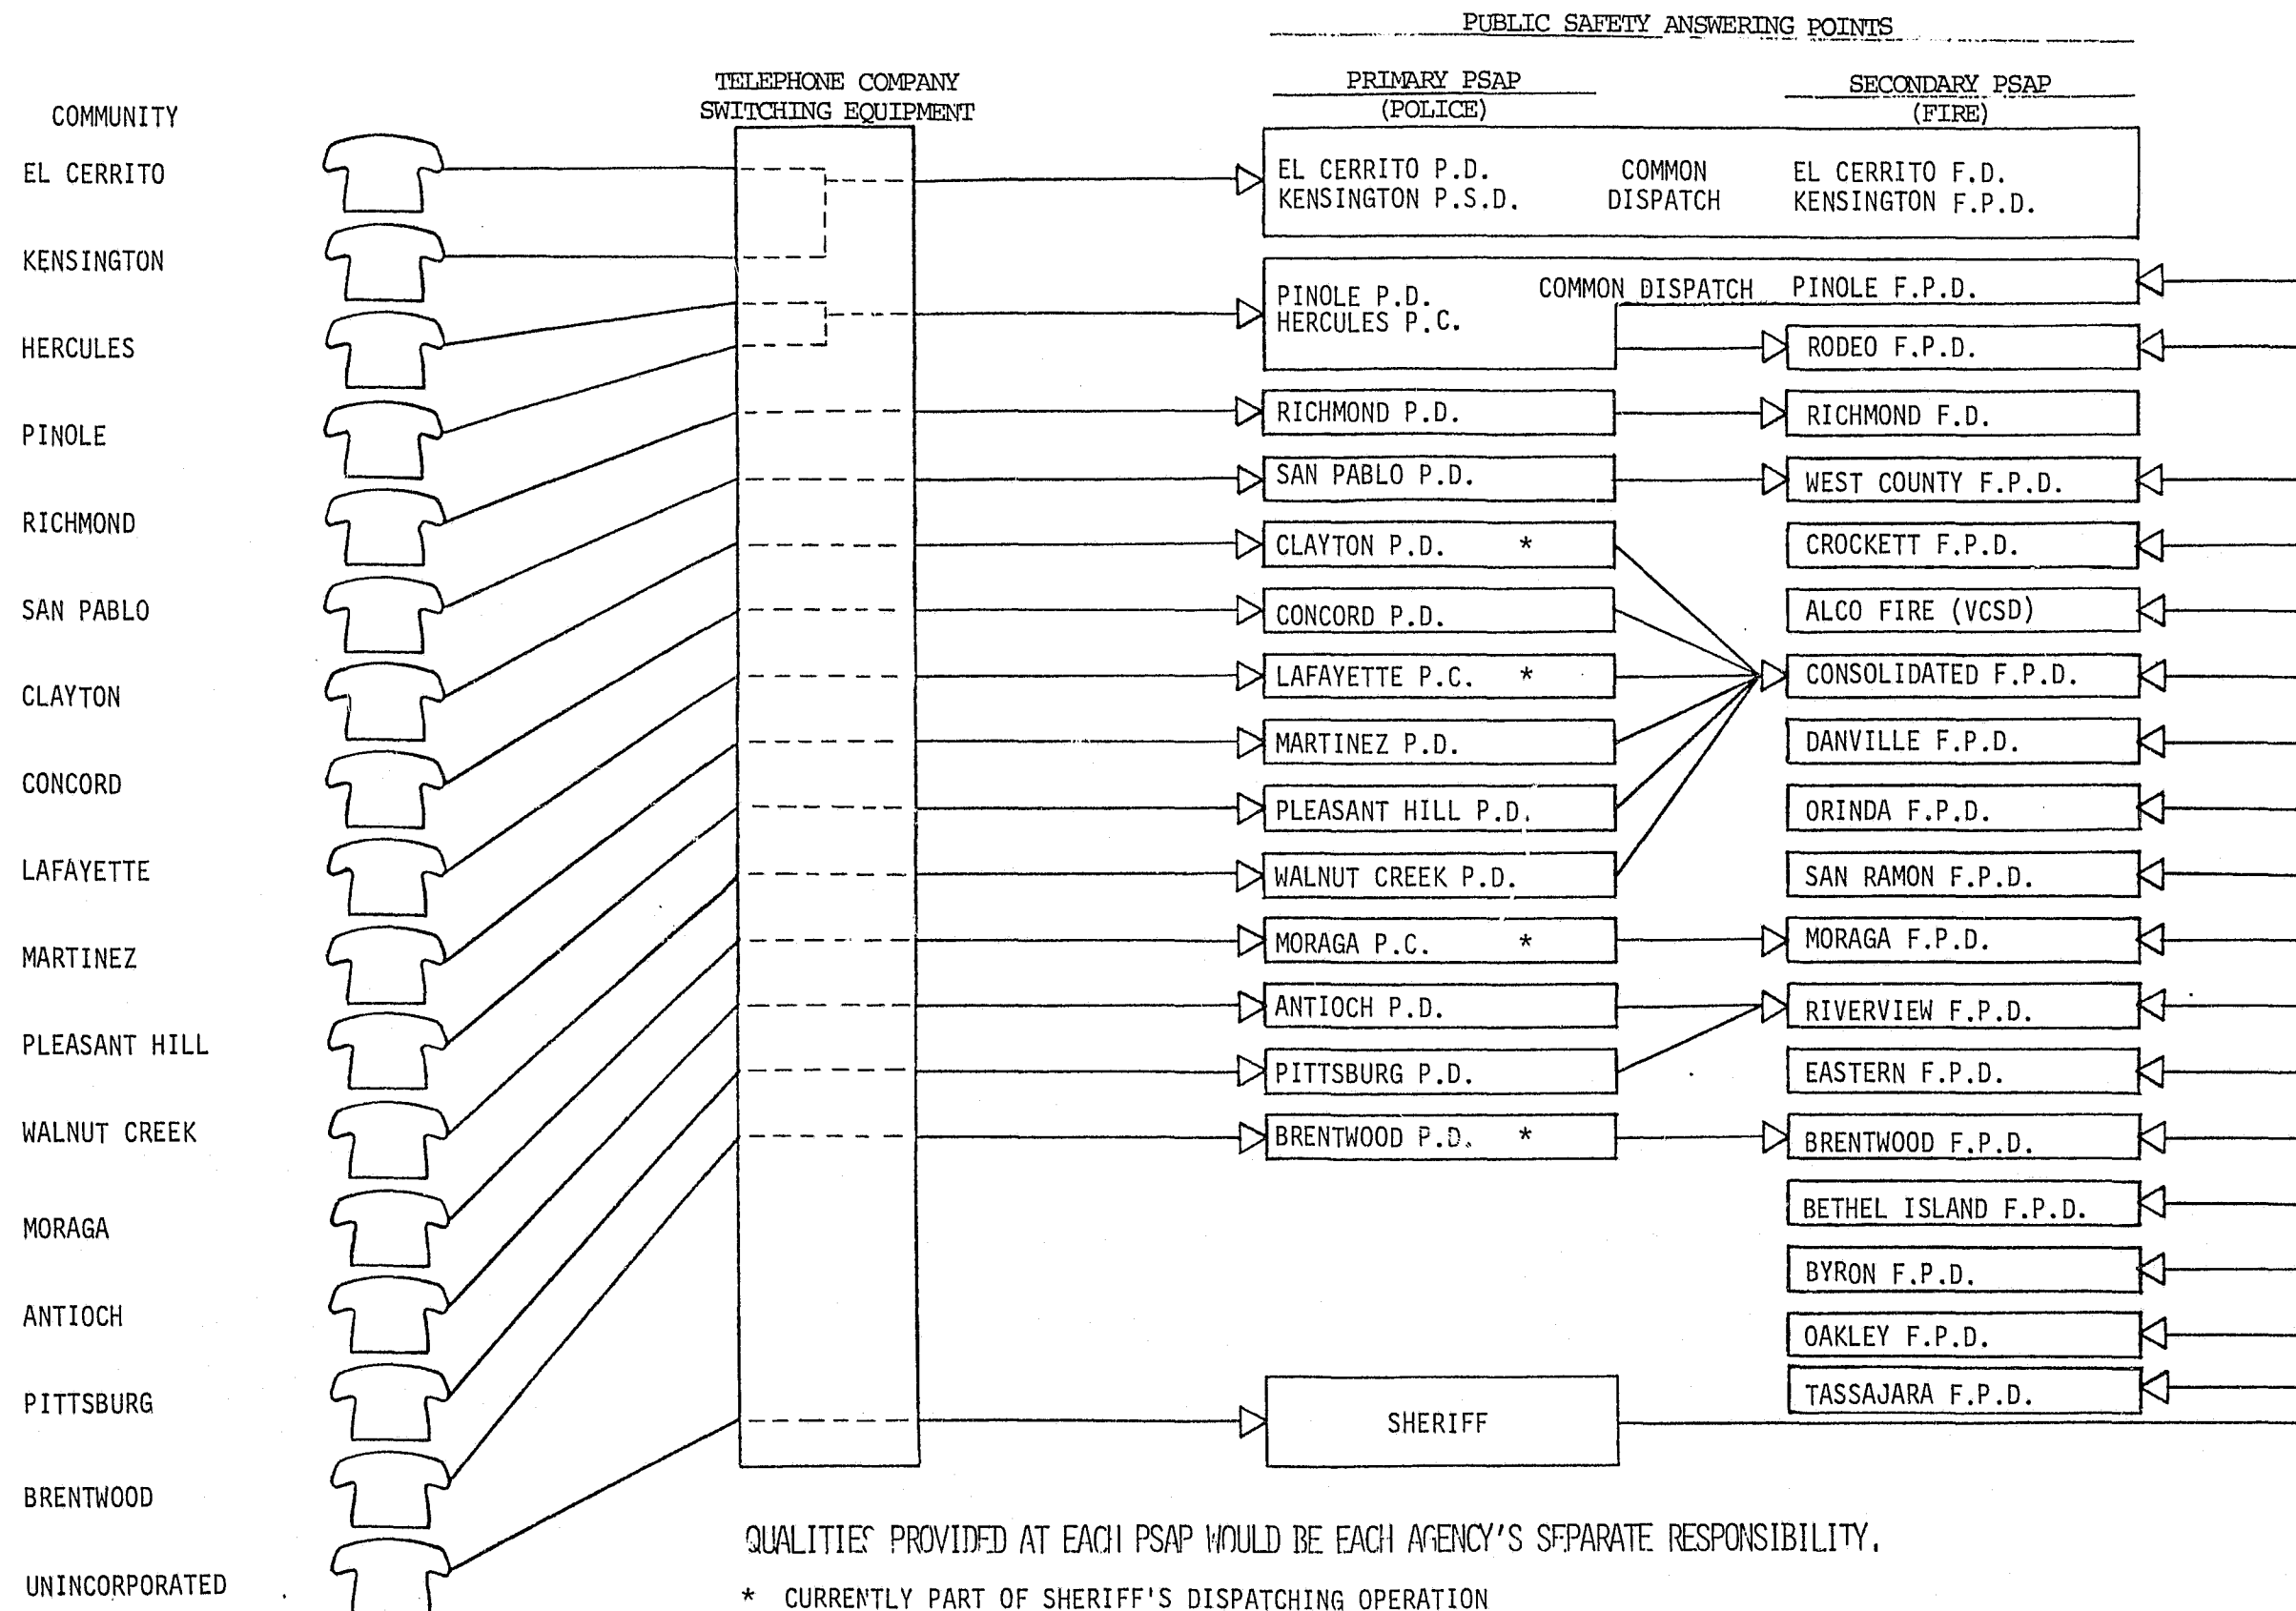 PUBLIC SAFETY ANSWERING POINTS
COMMUNITY
TELEPHONE COMPANY
SWITCHING EQUIPMENT
PRIMARY PSAP
(POLICE)
SECONDARY PSAP
(FIRE)
EL CERRITO
KENSINGTON
HERCULES
PINOLE
RICHMOND
SAN PABLO
CLAYTON
CONCORD
LAFAYETTE
MARTINEZ
PLEASANT HILL
WALNUT CREEK
MORAGA
ANTIOCH
PITTSBURG
BRENTWOOD
UNINCORPORATED
EL CERRITO P.D. COMMON EL CERRITO F.D.
KENSINGTON P.S.D. DISPATCH KENSINGTON F.P.D.
PINOLE P.D. COMMON DISPATCH PINOLE F.P.D.
HERCULES P.C.
RODEO F.P.D.
RICHMOND P.D. RICHMOND F.D.
SAN PABLO P.D. WEST COUNTY F.P.D.
CLAYTON P.D. * CROCKETT F.P.D.
CONCORD P.D. ALCO FIRE (VCSD)
LAFAYETTE P.C. * CONSOLIDATED F.P.D.
MARTINEZ P.D. DANVILLE F.P.D.
PLEASANT HILL P.D. ORINDA F.P.D.
WALNUT CREEK P.D. SAN RAMON F.P.D.
MORAGA P.C. * MORAGA F.P.D.
ANTIOCH P.D. RIVERVIEW F.P.D.
PITTSBURG P.D. EASTERN F.P.D.
BRENTWOOD P.D. * BRENTWOOD F.P.D.
BETHEL ISLAND F.P.D.
BYRON F.P.D.
OAKLEY F.P.D.
TASSAJARA F.P.D.
SHERIFF
QUALITIES PROVIDED AT EACH PSAP WOULD BE EACH AGENCY'S SEPARATE RESPONSIBILITY.
* CURRENTLY PART OF SHERIFF'S DISPATCHING OPERATION